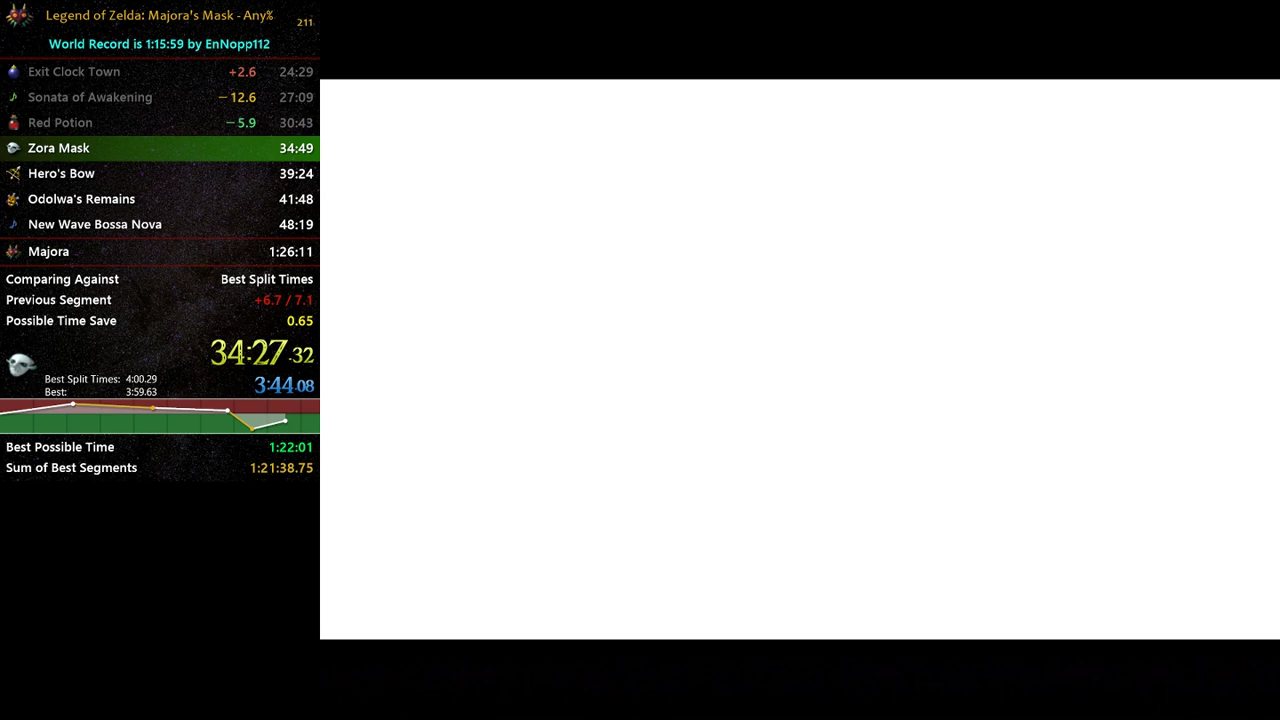 Legend of Zelda: Majora's Mask - Any%
211
World Record is 1:15:59 by EnNopp112
Exit Clock Town +2.6 24:29
Sonata of Awakening −12.6 27:09
Red Potion −5.9 30:43
Zora Mask 34:49
Hero's Bow 39:24
Odolwa's Remains 41:48
New Wave Bossa Nova 48:19
Majora 1:26:11
Comparing Against Best Split Times
Previous Segment +6.7 / 7.1
Possible Time Save 0.65
34:27.32
Best Split Times: 4:00.29
Best: 3:59.63
3:44.08
Best Possible Time 1:22:01
Sum of Best Segments 1:21:38.75